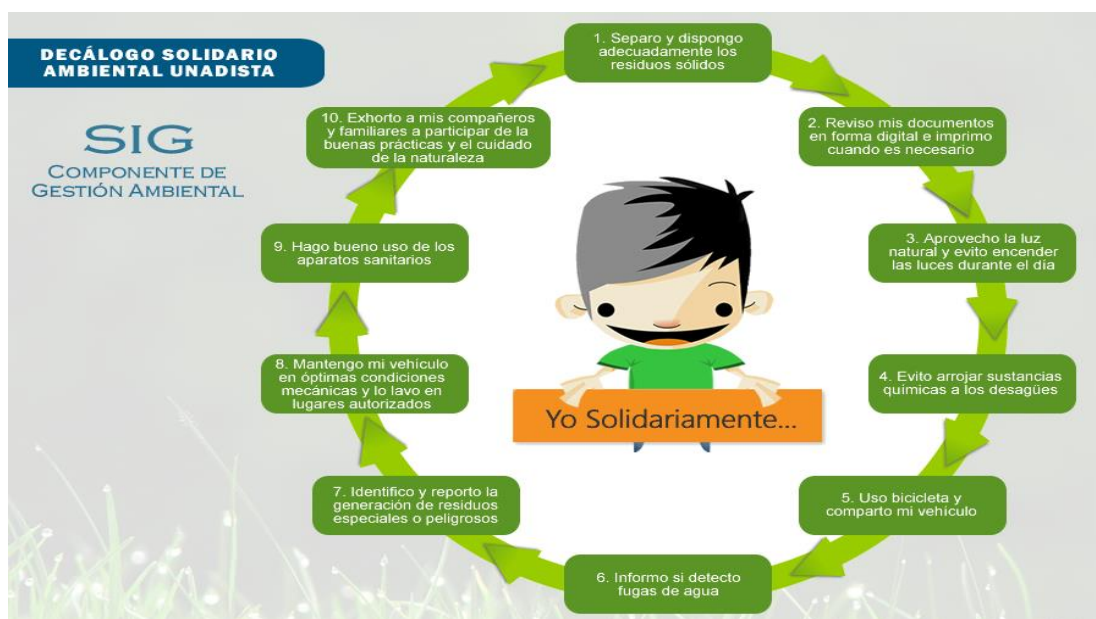 DECÁLOGO SOLIDARIO
AMBIENTAL UNADISTA
SIG
COMPONENTE DE
GESTIÓN AMBIENTAL
1. Separo y dispongo
adecuadamente los
residuos sólidos
2. Reviso mis documentos
en forma digital e imprimo
cuando es necesario
3. Aprovecho la luz
natural y evito encender
las luces durante el día
4. Evito arrojar sustancias
químicas a los desagües
5. Uso bicicleta y
comparto mi vehículo
6. Informo si detecto
fugas de agua
7. Identifico y reporto la
generación de residuos
especiales o peligrosos
8. Mantengo mi vehículo
en óptimas condiciones
mecánicas y lo lavo en
lugares autorizados
9. Hago bueno uso de los
aparatos sanitarios
10. Exhorto a mis compañeros
y familiares a participar de la
buenas prácticas y el cuidado
de la naturaleza
Yo Solidariamente...